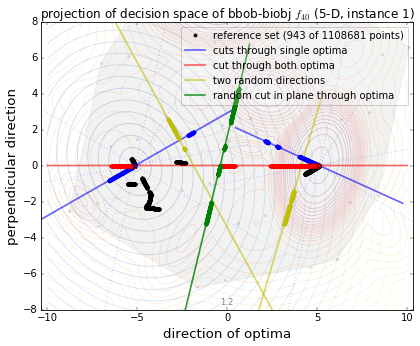 projection of decision space of bbob-biobj f40 (5-D, instance 1)
reference set (943 of 1108681 points)
cuts through single optima
cut through both optima
two random directions
random cut in plane through optima
perpendicular direction
8
6
4
2
0
−2
−4
−6
−8
1.2
−10
−5
0
5
10
direction of optima